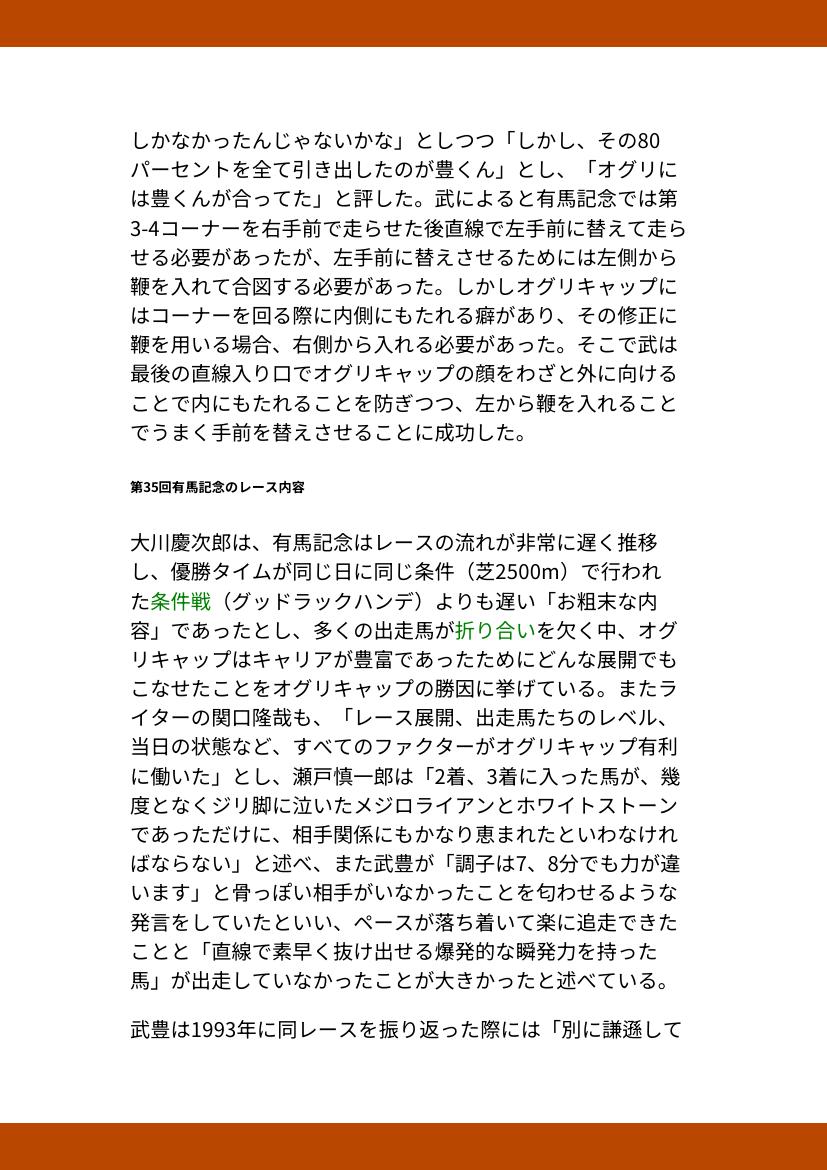 しかなかったんじゃないかな」としつつ「しかし、その80
パーセントを全て引き出したのが豊くん」とし、「オグリに
は豊くんが合ってた」と評した。武によると有馬記念では第
3-4コーナーを右手前で走らせた後直線で左手前に替えて走ら
せる必要があったが、左手前に替えさせるためには左側から
鞭を入れて合図する必要があった。しかしオグリキャップに
はコーナーを回る際に内側にもたれる癖があり、その修正に
鞭を用いる場合、右側から入れる必要があった。そこで武は
最後の直線入り口でオグリキャップの顔をわざと外に向ける
ことで内にもたれることを防ぎつつ、左から鞭を入れること
でうまく手前を替えさせることに成功した。
第35回有馬記念のレース内容
大川慶次郎は、有馬記念はレースの流れが非常に遅く推移
し、優勝タイムが同じ日に同じ条件（芝2500m）で行われ
た条件戦（グッドラックハンデ）よりも遅い「お粗末な内
容」であったとし、多くの出走馬が折り合いを欠く中、オグ
リキャップはキャリアが豊富であったためにどんな展開でも
こなせたことをオグリキャップの勝因に挙げている。またラ
イターの関口隆哉も、「レース展開、出走馬たちのレベル、
当日の状態など、すべてのファクターがオグリキャップ有利
に働いた」とし、瀬戸慎一郎は「2着、3着に入った馬が、幾
度となくジリ脚に泣いたメジロライアンとホワイトストーン
であっただけに、相手関係にもかなり恵まれたといわなけれ
ばならない」と述べ、また武豊が「調子は7、8分でも力が違
います」と骨っぽい相手がいなかったことを匂わせるような
発言をしていたといい、ペースが落ち着いて楽に追走できた
ことと「直線で素早く抜け出せる爆発的な瞬発力を持った
馬」が出走していなかったことが大きかったと述べている。
武豊は1993年に同レースを振り返った際には「別に謙遜して